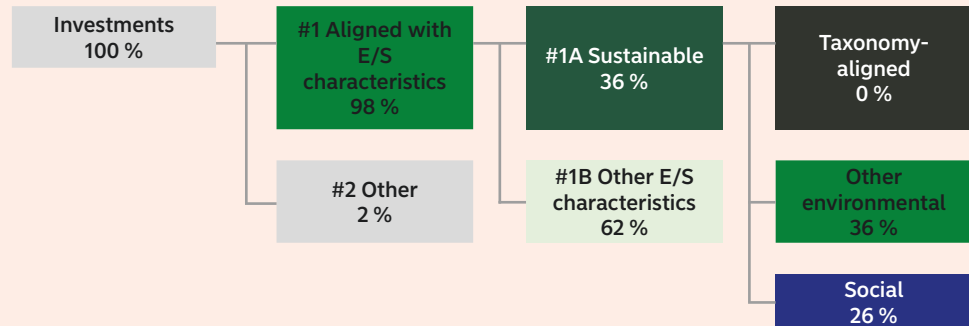 Investments
100 %
#1 Aligned with
E/S
characteristics
98 %
#2 Other
2 %
#1A Sustainable
36 %
#1B Other E/S
characteristics
62 %
Taxonomy-
aligned
0 %
Other
environmental
36 %
Social
26 %